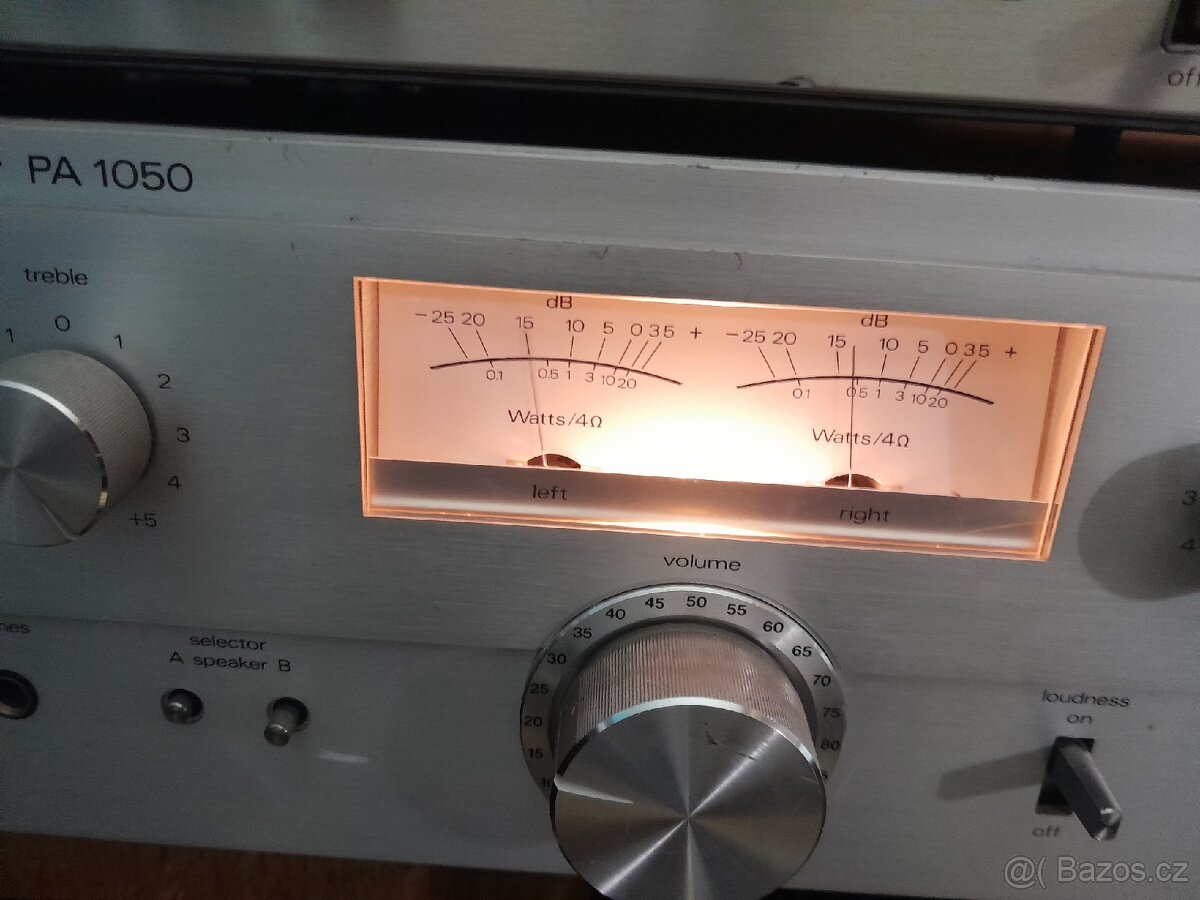 off
PA 1050
treble
1 0 1
2
3
4
+5
dB
-25 20 15 10 5 0 3 5 +
0.1 0.5 1 3 10 20
Watts/4Ω
left
dB
-25 20 15 10 5 0 3 5 +
0.1 0.5 1 3 10 20
Watts/4Ω
right
3
4
volume
15 20 25 30 35 40 45 50 55 60 65 70 75 80
selector
A speaker B
loudness
on
off
@( Bazos.cz